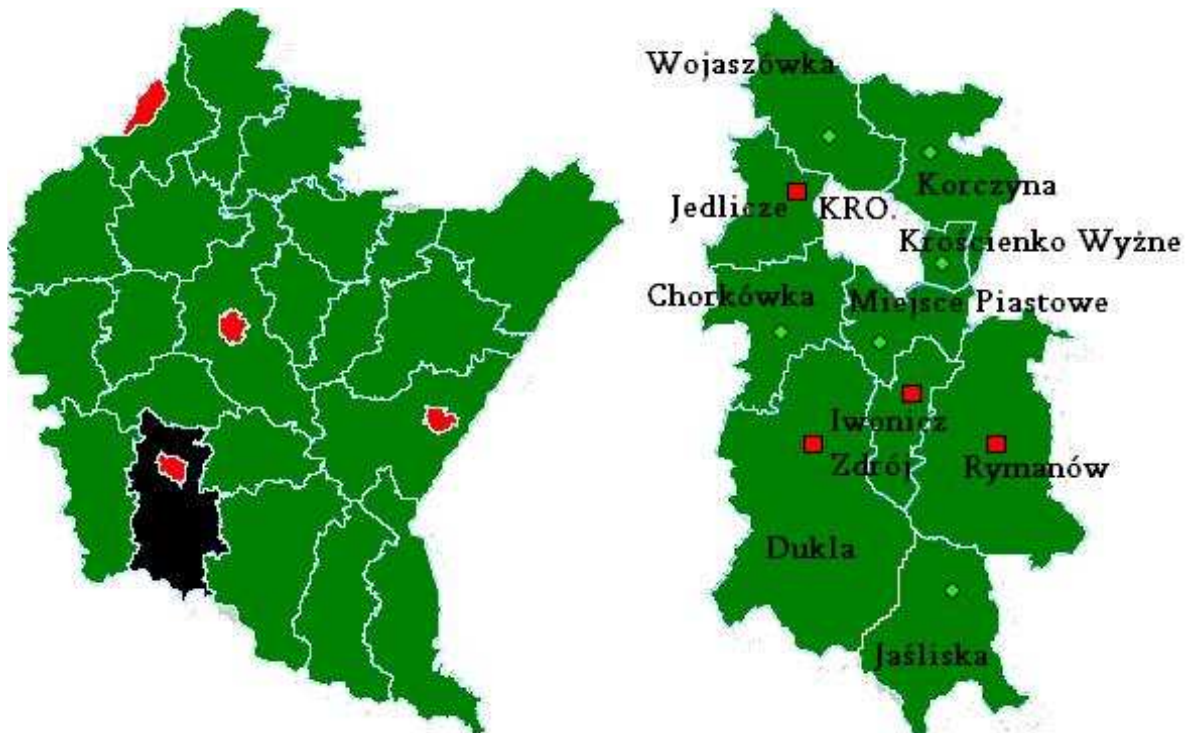 Wojaszówka
Korczyna
Jedlicze
KRO.
Krościenko Wyżne
Chorkówka
Miejsce Piastowe
Iwonicz
Zdrój
Rymanów
Dukla
Jaśliska